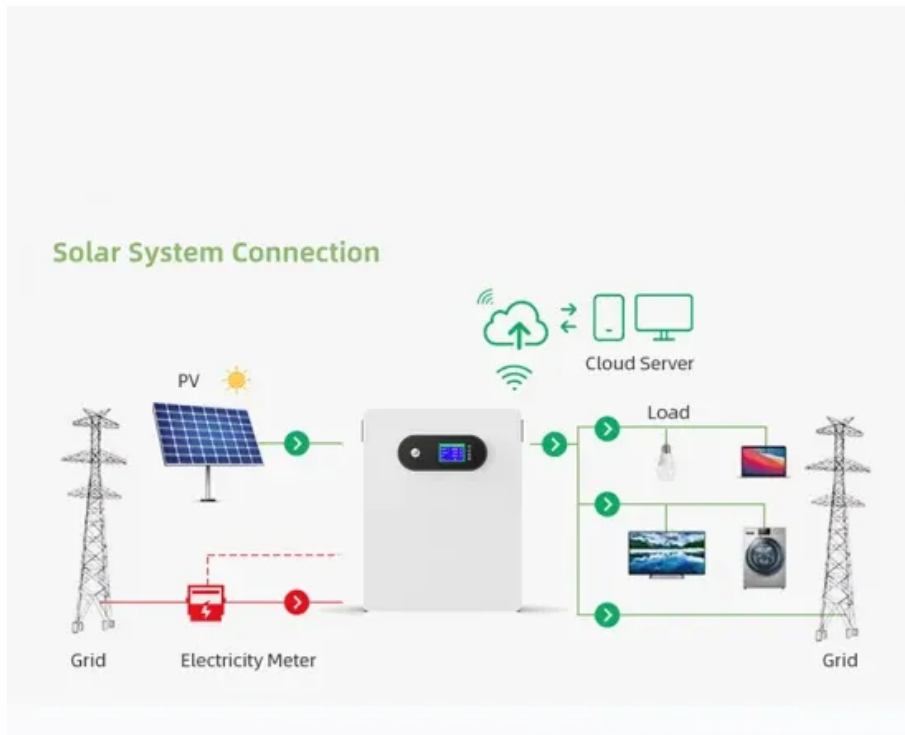 Solar System Connection
Cloud Server
PV
Load
Grid
Electricity Meter
Grid